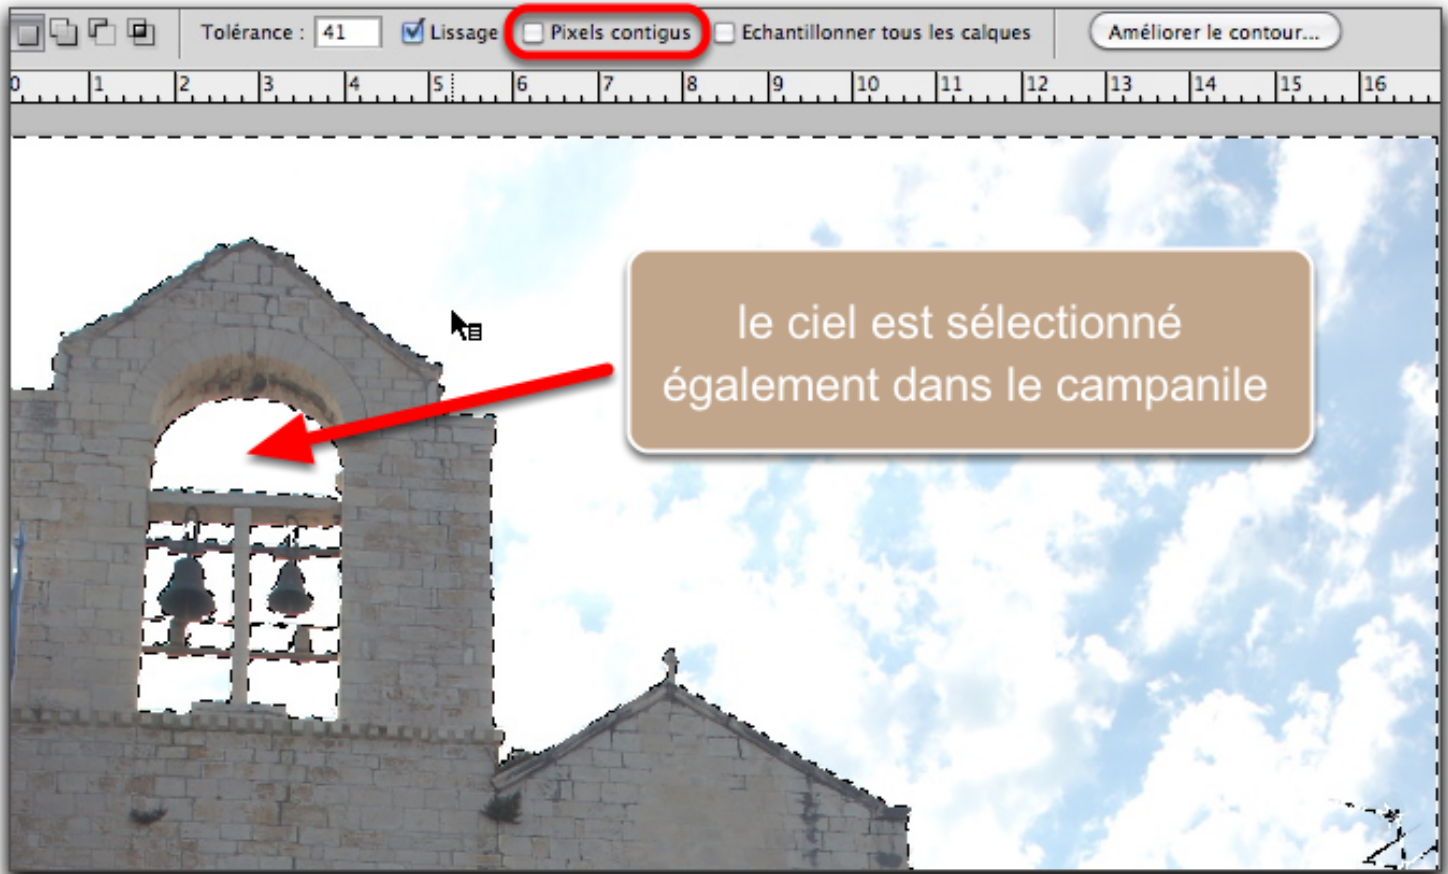 Tolérance : 41 Lissage Pixels contigus Echantillonner tous les calques Améliorer le contour...
0 1 2 3 4 5 6 7 8 9 10 11 12 13 14 15 16
le ciel est sélectionné
également dans le campanile